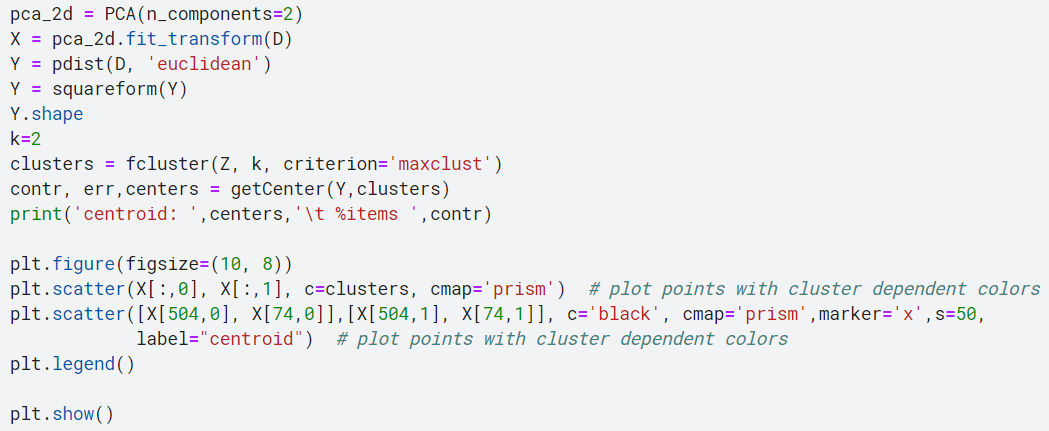 pca_2d = PCA(n_components=2)
X = pca_2d.fit_transform(D)
Y = pdist(D, 'euclidean')
Y = squareform(Y)
Y.shape
k=2
clusters = fcluster(Z, k, criterion='maxclust')
contr, err,centers = getCenter(Y,clusters)
print('centroid: ',centers,'\t %items ',contr)

plt.figure(figsize=(10, 8))
plt.scatter(X[:,0], X[:,1], c=clusters, cmap='prism')  # plot points with cluster dependent colors
plt.scatter([X[504,0], X[74,0]],[X[504,1], X[74,1]], c='black', cmap='prism',marker='x',s=50,
            label="centroid")  # plot points with cluster dependent colors
plt.legend()

plt.show()